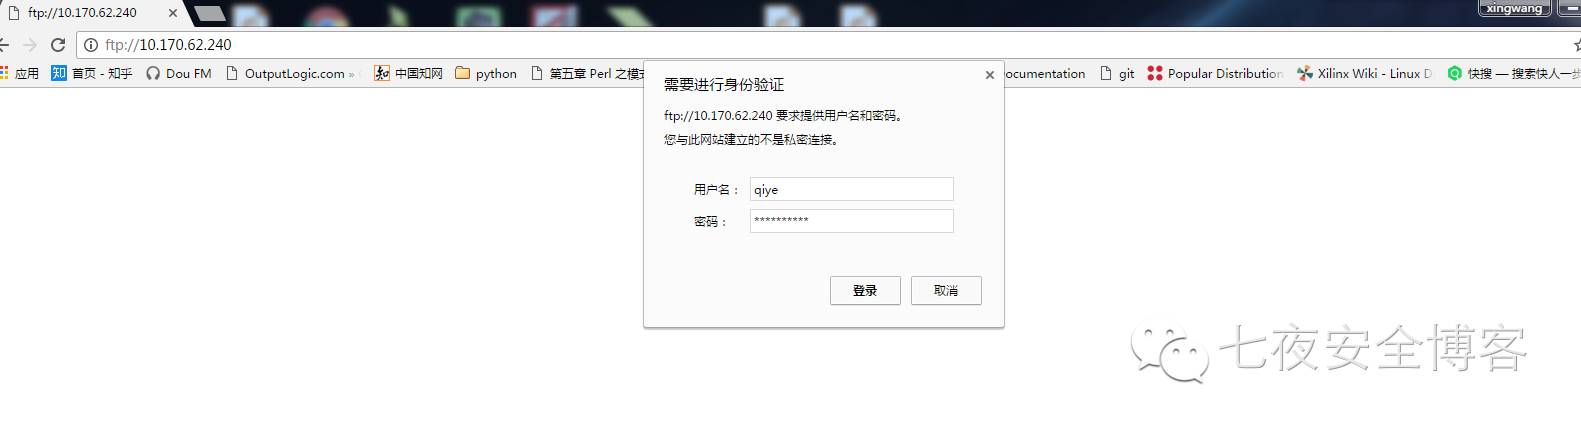 ftp://10.170.62.240
xingwang
ftp://10.170.62.240
应用 知 首页 - 知乎 Dou FM OutputLogic.com » 中国知网 python 第五章 Perl 之模式 ocumentation git Popular Distribution Xilinx Wiki - Linux D 快搜 — 搜索快人一步
需要进行身份验证
ftp://10.170.62.240 要求提供用户名和密码。
您与此网站建立的不是私密连接。
用户名： qiye
密码： **********
登录 取消
七夜安全博客